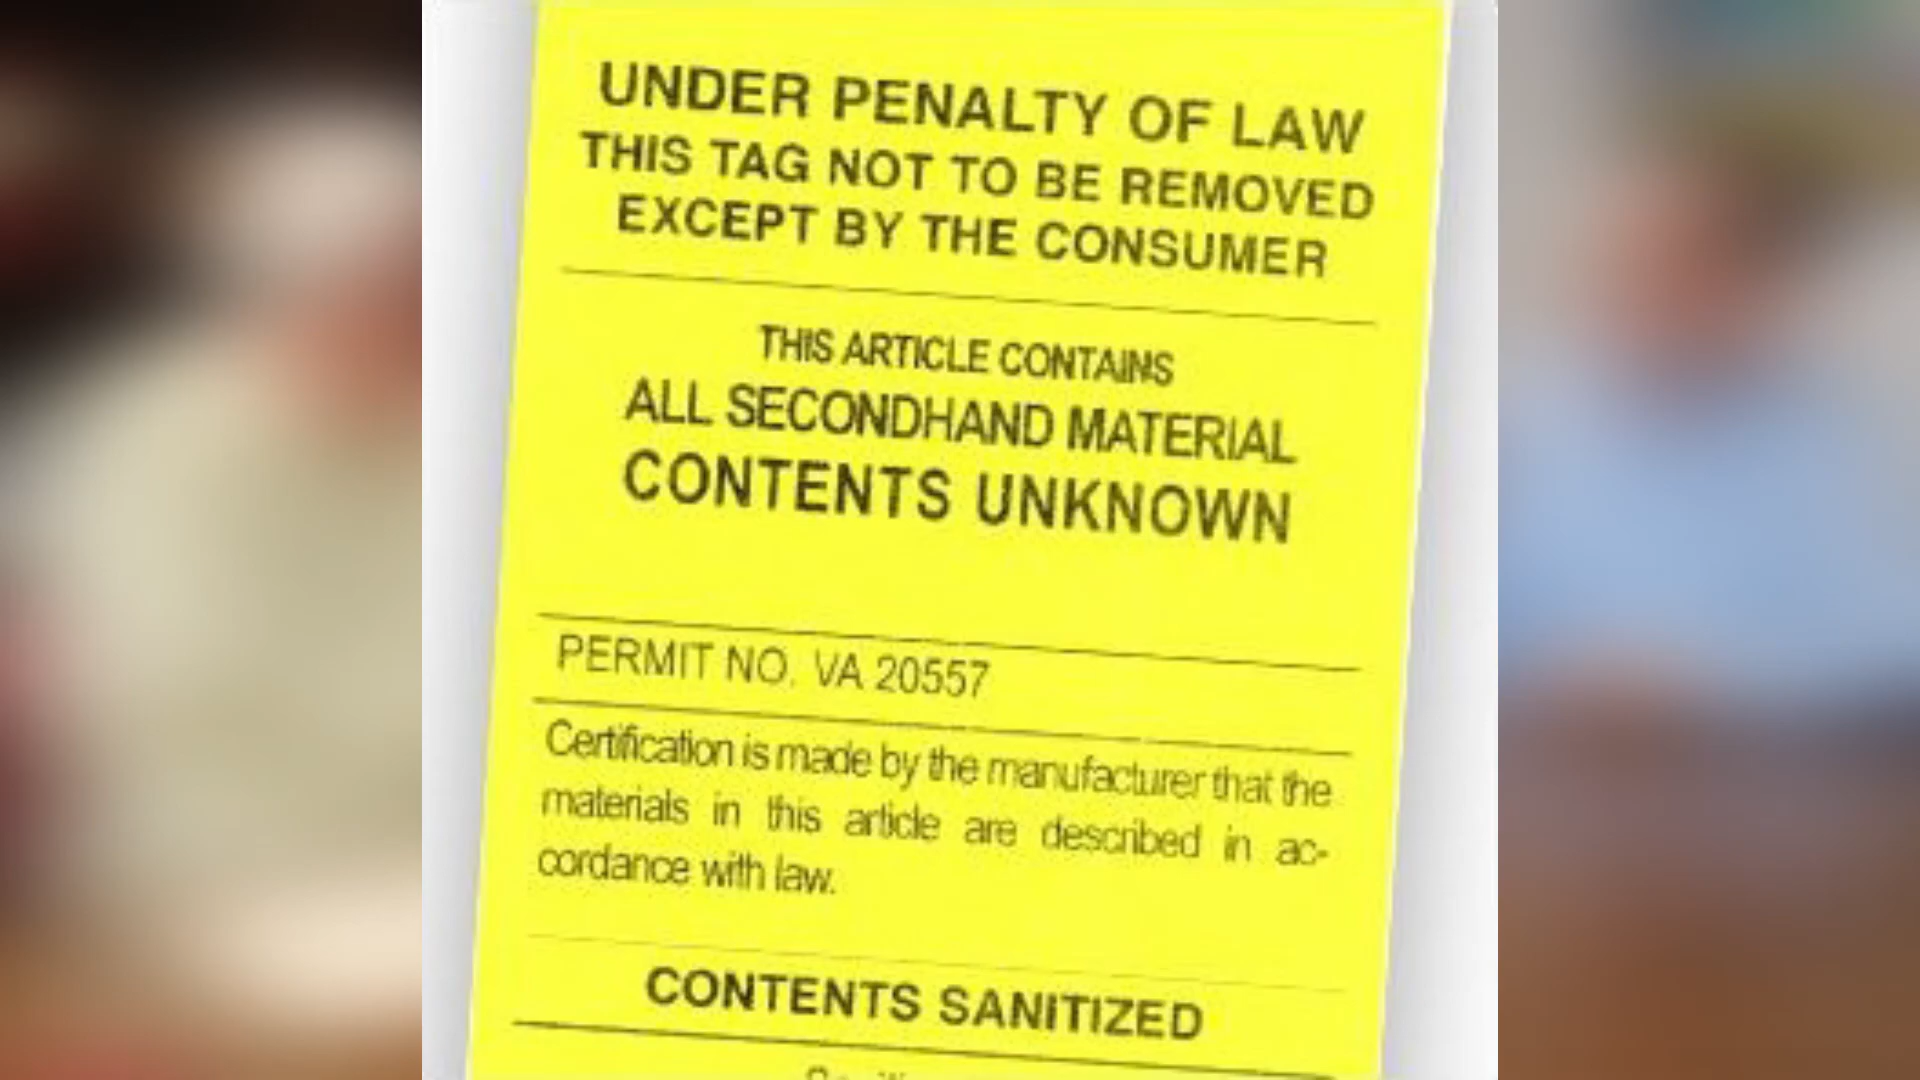 UNDER PENALTY OF LAW
THIS TAG NOT TO BE REMOVED
EXCEPT BY THE CONSUMER
THIS ARTICLE CONTAINS
ALL SECONDHAND MATERIAL
CONTENTS UNKNOWN
PERMIT NO. VA 20557
Certification is made by the manufacturer that the
materials in this article are described in ac-
cordance with law.
CONTENTS SANITIZED